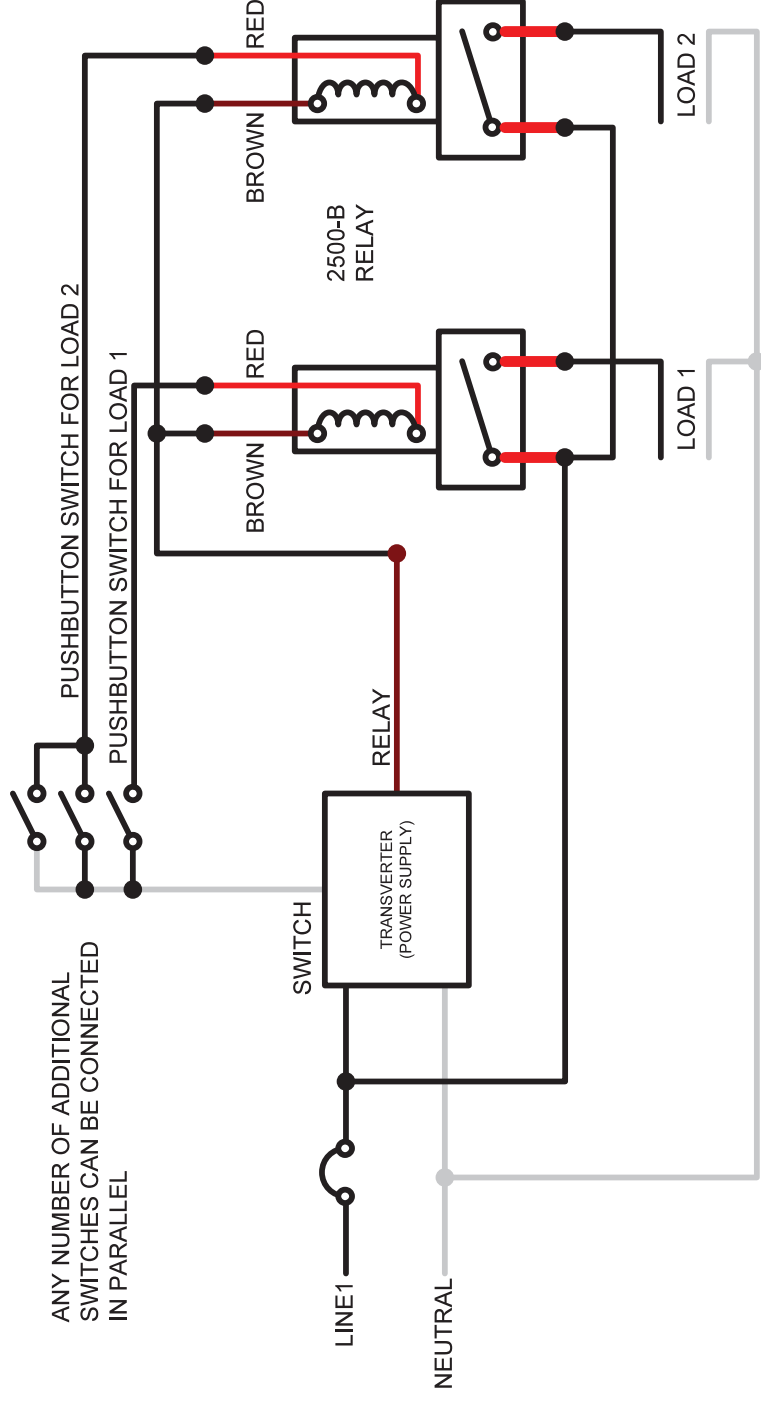 ANY NUMBER OF ADDITIONAL
SWITCHES CAN BE CONNECTED
IN PARALLEL
PUSHBUTTON SWITCH FOR LOAD 2
PUSHBUTTON SWITCH FOR LOAD 1
BROWN
RED
BROWN
RED
SWITCH
RELAY
2500-B
RELAY
LINE1
TRANSVERTER
(POWER SUPPLY)
NEUTRAL
LOAD 1
LOAD 2